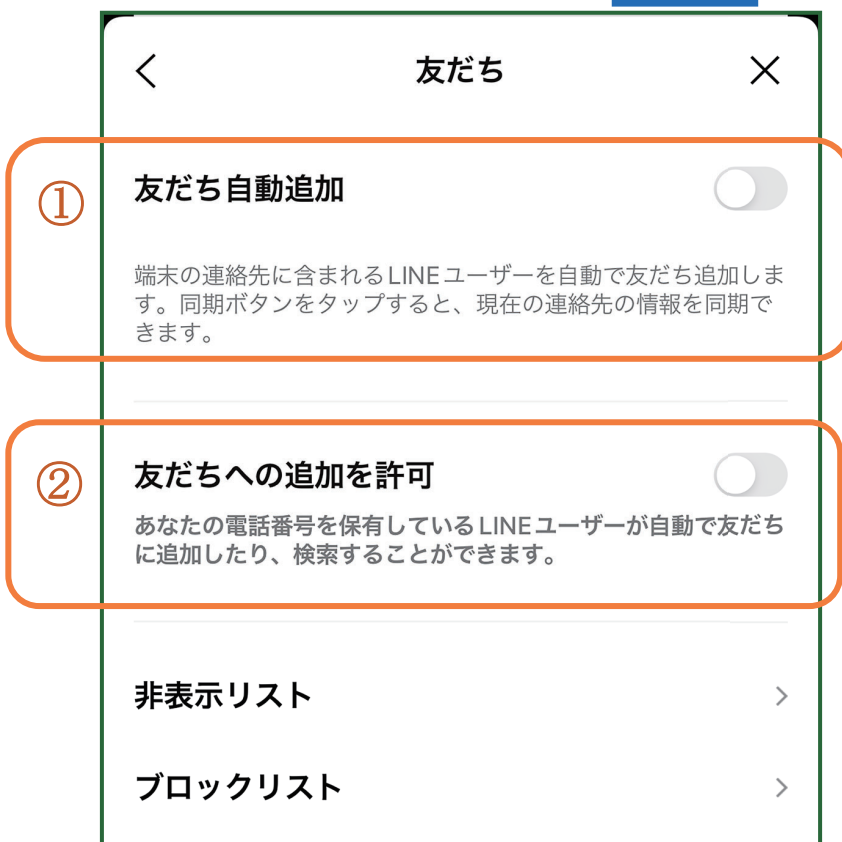 友だち
①
友だち自動追加
端末の連絡先に含まれるLINEユーザーを自動で友だち追加しま
す。同期ボタンをタップすると、現在の連絡先の情報を同期で
きます。
②
友だちへの追加を許可
あなたの電話番号を保有しているLINEユーザーが自動で友だち
に追加したり、検索することができます。
非表示リスト
ブロックリスト